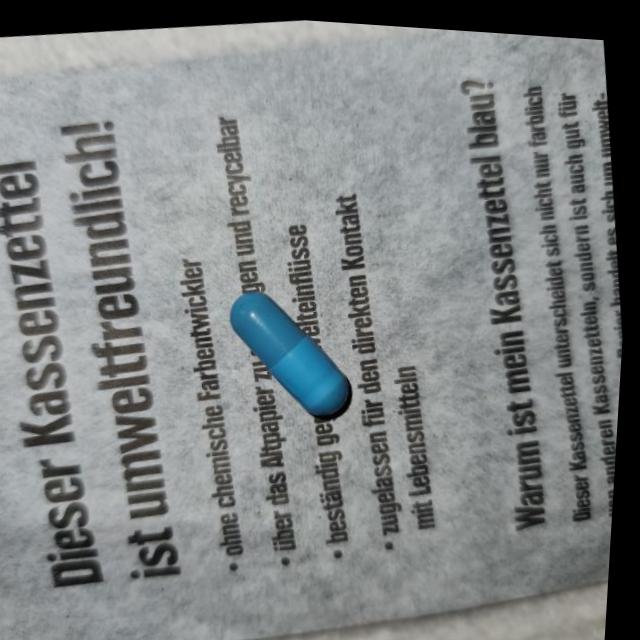 Dieser Kassenzettel
ist umweltfreundlich!
• ohne chemische Farbentwickler
• über das Altpapier zu gen und recycelbar
• beständig ge elteinflüsse
• zugelassen für den direkten Kontakt
mit Lebensmitteln
Warum ist mein Kassenzettel blau?
Dieser Kassenzettel unterscheidet sich nicht nur farblich
von anderen Kassenzetteln, sondern ist auch gut für